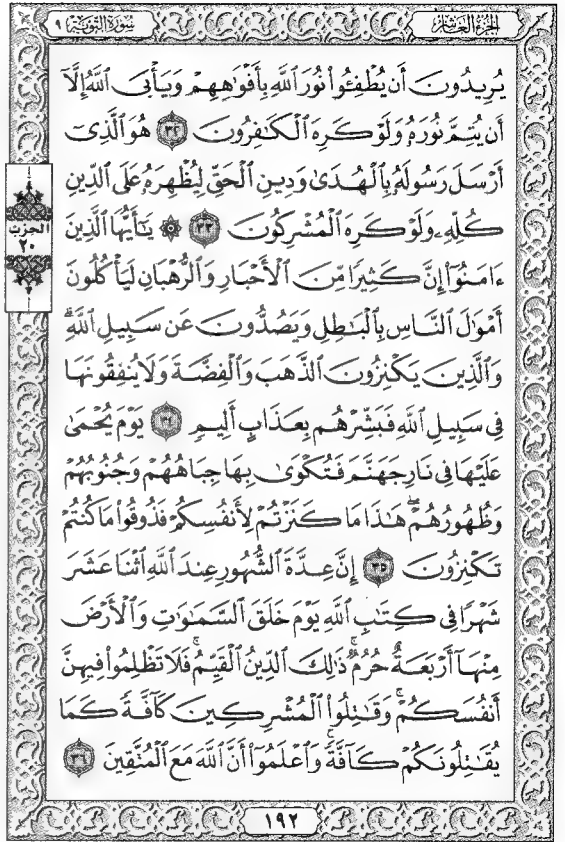 الجزء العاشر
سورة التوبة ٩
يُرِيدُونَ أَن يُطْفِـُٔوا۟ نُورَ ٱللَّهِ بِأَفْوَٰهِهِمْ وَيَأْبَى ٱللَّهُ إِلَّآ
أَن يُتِمَّ نُورَهُۥ وَلَوْ كَرِهَ ٱلْكَـٰفِرُونَ ٣٢ هُوَ ٱلَّذِىٓ
أَرْسَلَ رَسُولَهُۥ بِٱلْهُدَىٰ وَدِينِ ٱلْحَقِّ لِيُظْهِرَهُۥ عَلَى ٱلدِّينِ
كُلِّهِۦ وَلَوْ كَرِهَ ٱلْمُشْرِكُونَ ٣٣ ۞ يَـٰٓأَيُّهَا ٱلَّذِينَ
ءَامَنُوٓا۟ إِنَّ كَثِيرًا مِّنَ ٱلْأَحْبَارِ وَٱلرُّهْبَانِ لَيَأْكُلُونَ
أَمْوَٰلَ ٱلنَّاسِ بِٱلْبَـٰطِلِ وَيَصُدُّونَ عَن سَبِيلِ ٱللَّهِ ۗ
وَٱلَّذِينَ يَكْنِزُونَ ٱلذَّهَبَ وَٱلْفِضَّةَ وَلَا يُنفِقُونَهَا
فِى سَبِيلِ ٱللَّهِ فَبَشِّرْهُم بِعَذَابٍ أَلِيمٍ ٣٤ يَوْمَ يُحْمَىٰ
عَلَيْهَا فِى نَارِ جَهَنَّمَ فَتُكْوَىٰ بِهَا جِبَاهُهُمْ وَجُنُوبُهُمْ
وَظُهُورُهُمْ ۖ هَـٰذَا مَا كَنَزْتُمْ لِأَنفُسِكُمْ فَذُوقُوا۟ مَا كُنتُمْ
تَكْنِزُونَ ٣٥ إِنَّ عِدَّةَ ٱلشُّهُورِ عِندَ ٱللَّهِ ٱثْنَا عَشَرَ
شَهْرًا فِى كِتَـٰبِ ٱللَّهِ يَوْمَ خَلَقَ ٱلسَّمَـٰوَٰتِ وَٱلْأَرْضَ
مِنْهَآ أَرْبَعَةٌ حُرُمٌ ۚ ذَٰلِكَ ٱلدِّينُ ٱلْقَيِّمُ ۚ فَلَا تَظْلِمُوا۟ فِيهِنَّ
أَنفُسَكُمْ ۚ وَقَـٰتِلُوا۟ ٱلْمُشْرِكِينَ كَآفَّةً كَمَا
يُقَـٰتِلُونَكُمْ كَآفَّةً ۚ وَٱعْلَمُوٓا۟ أَنَّ ٱللَّهَ مَعَ ٱلْمُتَّقِينَ ٣٦
الحزب
٢٠
١٩٢